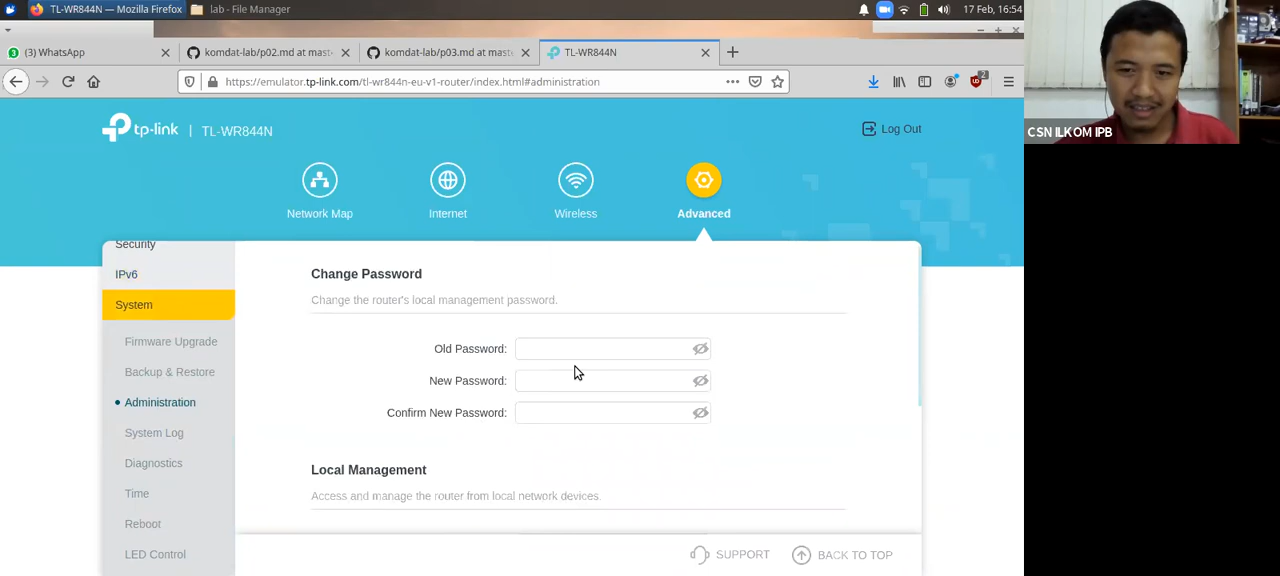 TL-WR844N — Mozilla Firefox
lab - File Manager
17 Feb, 16:54
(3) WhatsApp
komdat-lab/p02.md at mast
komdat-lab/p03.md at mast
TL-WR844N
https://emulator.tp-link.com/tl-wr844n-eu-v1-router/index.html#administration
2
tp-link | TL-WR844N
Log Out
CSN ILKOM IPB
Network Map
Internet
Wireless
Advanced
Security
IPv6
System
Firmware Upgrade
Backup & Restore
Administration
System Log
Diagnostics
Time
Reboot
LED Control
Change Password
Change the router's local management password.
Old Password:
New Password:
Confirm New Password:
Local Management
Access and manage the router from local network devices.
SUPPORT
BACK TO TOP